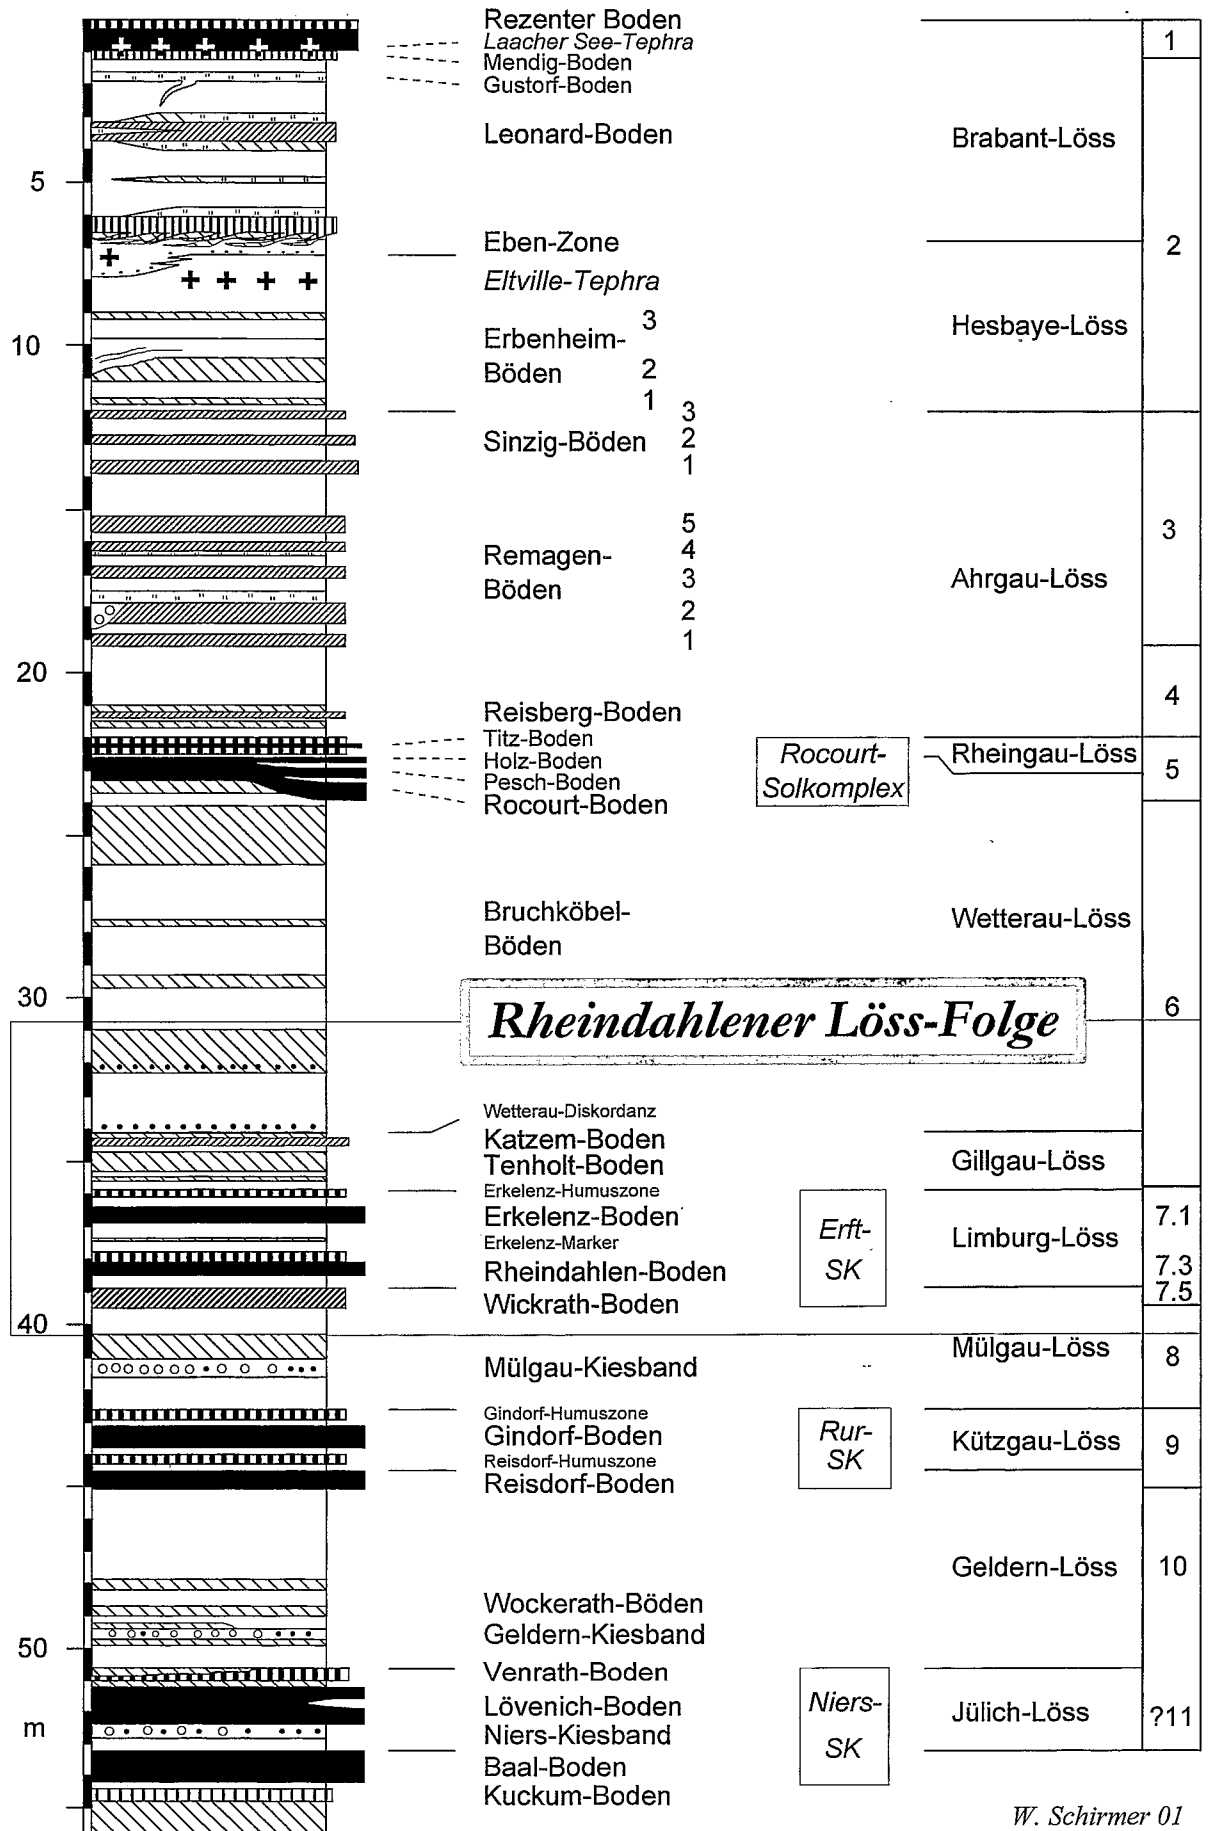 Rezenter Boden
Laacher See-Tephra
Mendig-Boden
Gustorf-Boden
1
Leonard-Boden
Brabant-Löss
5
Eben-Zone
2
Eltville-Tephra
3
Hesbaye-Löss
10
Erbenheim-
Böden
2
1
3
Sinzig-Böden
2
1
5
3
4
Remagen-
Böden
3
Ahrgau-Löss
2
1
20
4
Reisberg-Boden
Titz-Boden
Holz-Boden
Pesch-Boden
Rocourt-Boden
Rocourt-
Solkomplex
Rheingau-Löss
5
Bruchköbel-
Böden
Wetterau-Löss
30
Rheindahlener Löss-Folge
6
Wetterau-Diskordanz
Katzem-Boden
Tenholt-Boden
Gillgau-Löss
Erkelenz-Humuszone
Erkelenz-Boden
7.1
Erft-
SK
Limburg-Löss
Erkelenz-Marker
Rheindahlen-Boden
7.3
Wickrath-Boden
7.5
40
Mülgau-Kiesband
Mülgau-Löss
8
Gindorf-Humuszone
Gindorf-Boden
Reisdorf-Humuszone
Reisdorf-Boden
Rur-
SK
Kützgau-Löss
9
Geldern-Löss
10
Wockerath-Böden
Geldern-Kiesband
50
Venrath-Boden
Lövenich-Boden
Niers-
SK
Jülich-Löss
?11
m
Niers-Kiesband
Baal-Boden
Kuckum-Boden
W. Schirmer 01